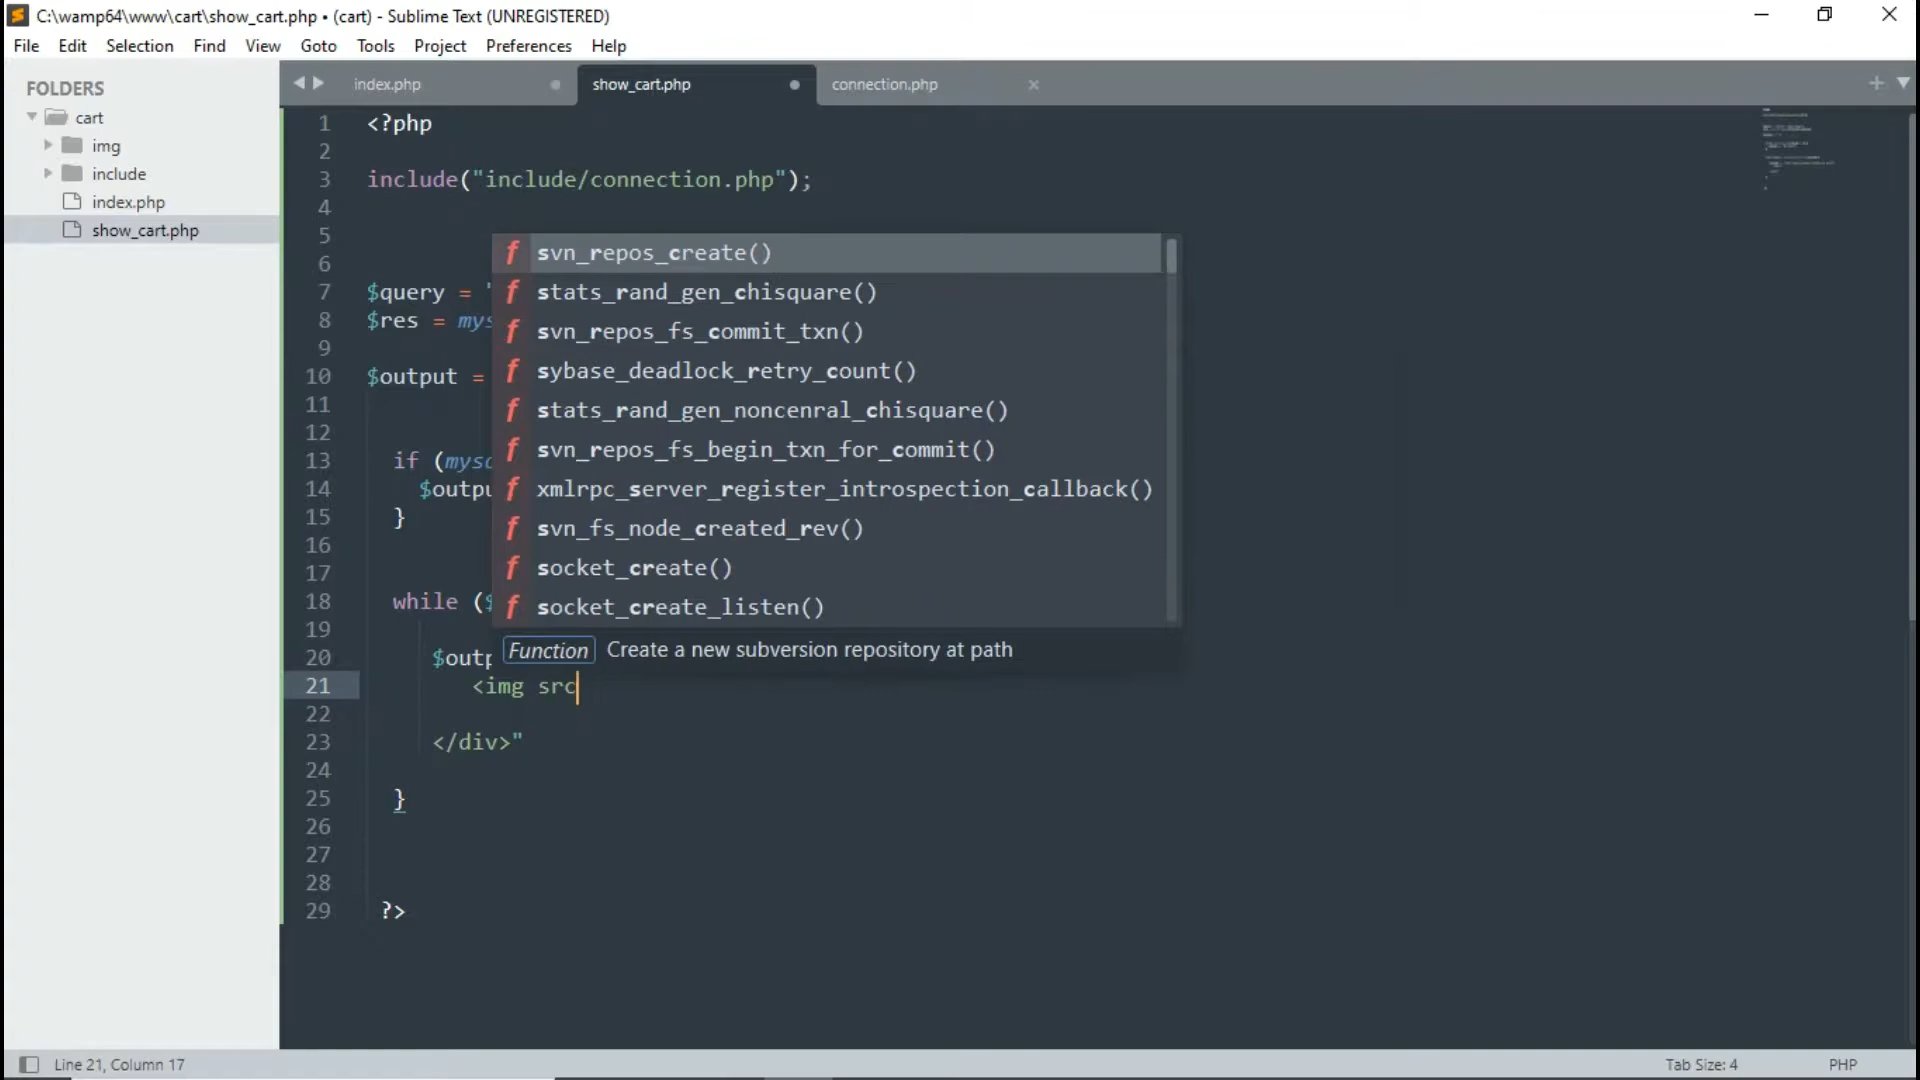 C:\wamp64\www\cart\show_cart.php • (cart) - Sublime Text (UNREGISTERED)
File Edit Selection Find View Goto Tools Project Preferences Help
FOLDERS
cart
img
include
index.php
show_cart.php
index.php show_cart.php connection.php
1 <?php
2
3 include("include/connection.php");
4
5
6
7 $query = "
8 $res = mys
9
10 $output =
11
12
13 if (mysq
14 $outpu
15 }
16
17
18 while ($
19
20 $outp
21 <img src
22
23 </div>"
24
25 }
26
27
28
29 ?>
f svn_repos_create()
f stats_rand_gen_chisquare()
f svn_repos_fs_commit_txn()
f sybase_deadlock_retry_count()
f stats_rand_gen_noncenral_chisquare()
f svn_repos_fs_begin_txn_for_commit()
f xmlrpc_server_register_introspection_callback()
f svn_fs_node_created_rev()
f socket_create()
f socket_create_listen()
Function Create a new subversion repository at path
Line 21, Column 17 Tab Size: 4 PHP